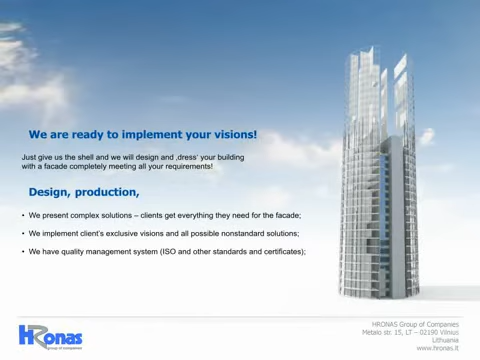 We are ready to implement your visions!
Just give us the shell and we will design and ‚dress‘ your building
with a facade completely meeting all your requirements!
Design, production,
• We present complex solutions – clients get everything they need for the facade;
• We implement client's exclusive visions and all possible nonstandard solutions;
• We have quality management system (ISO and other standards and certificates);
HRonas
group of companies
HRONAS Group of Companies
Metalo str. 15, LT – 02190 Vilnius
Lithuania
www.hronas.lt